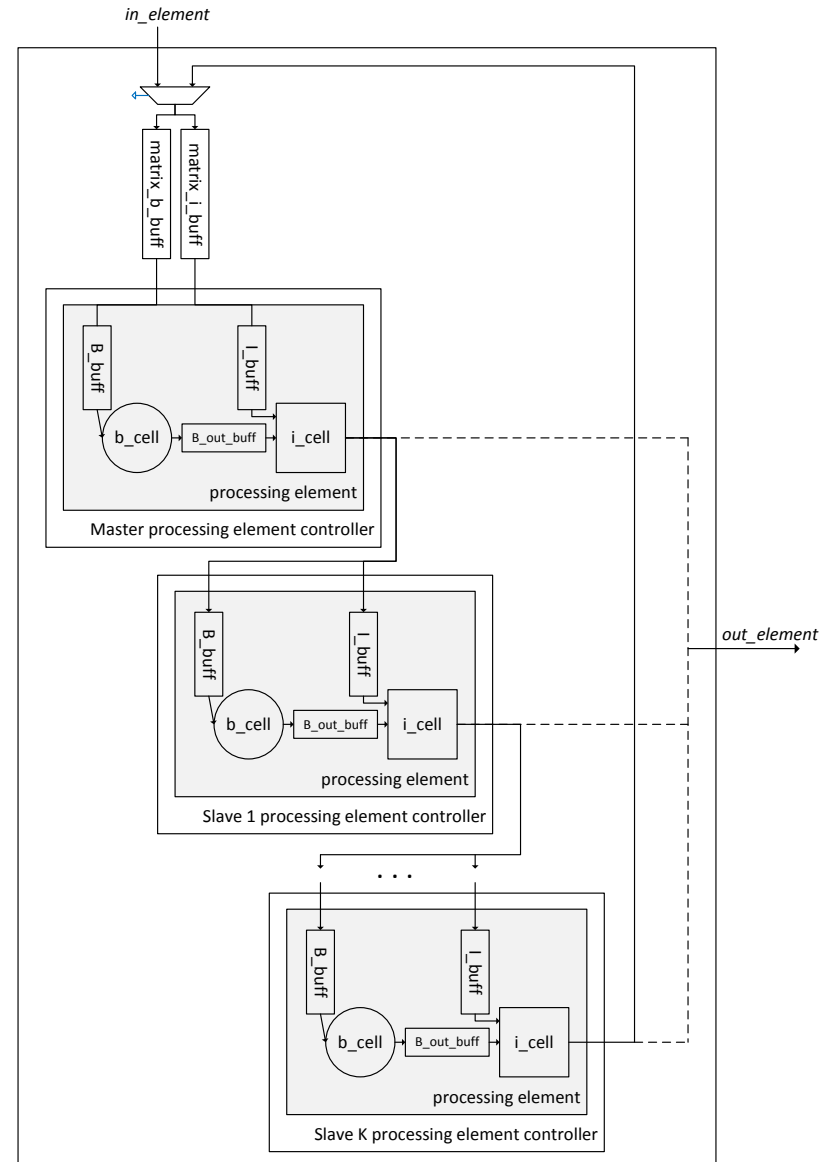 in_element
matrix_b_buff
matrix_i_buff
B_buff
I_buff
b_cell
B_out_buff
i_cell
processing element
Master processing element controller
out_element
B_buff
I_buff
b_cell
B_out_buff
i_cell
processing element
Slave 1 processing element controller
. . .
B_buff
I_buff
b_cell
B_out_buff
i_cell
processing element
Slave K processing element controller